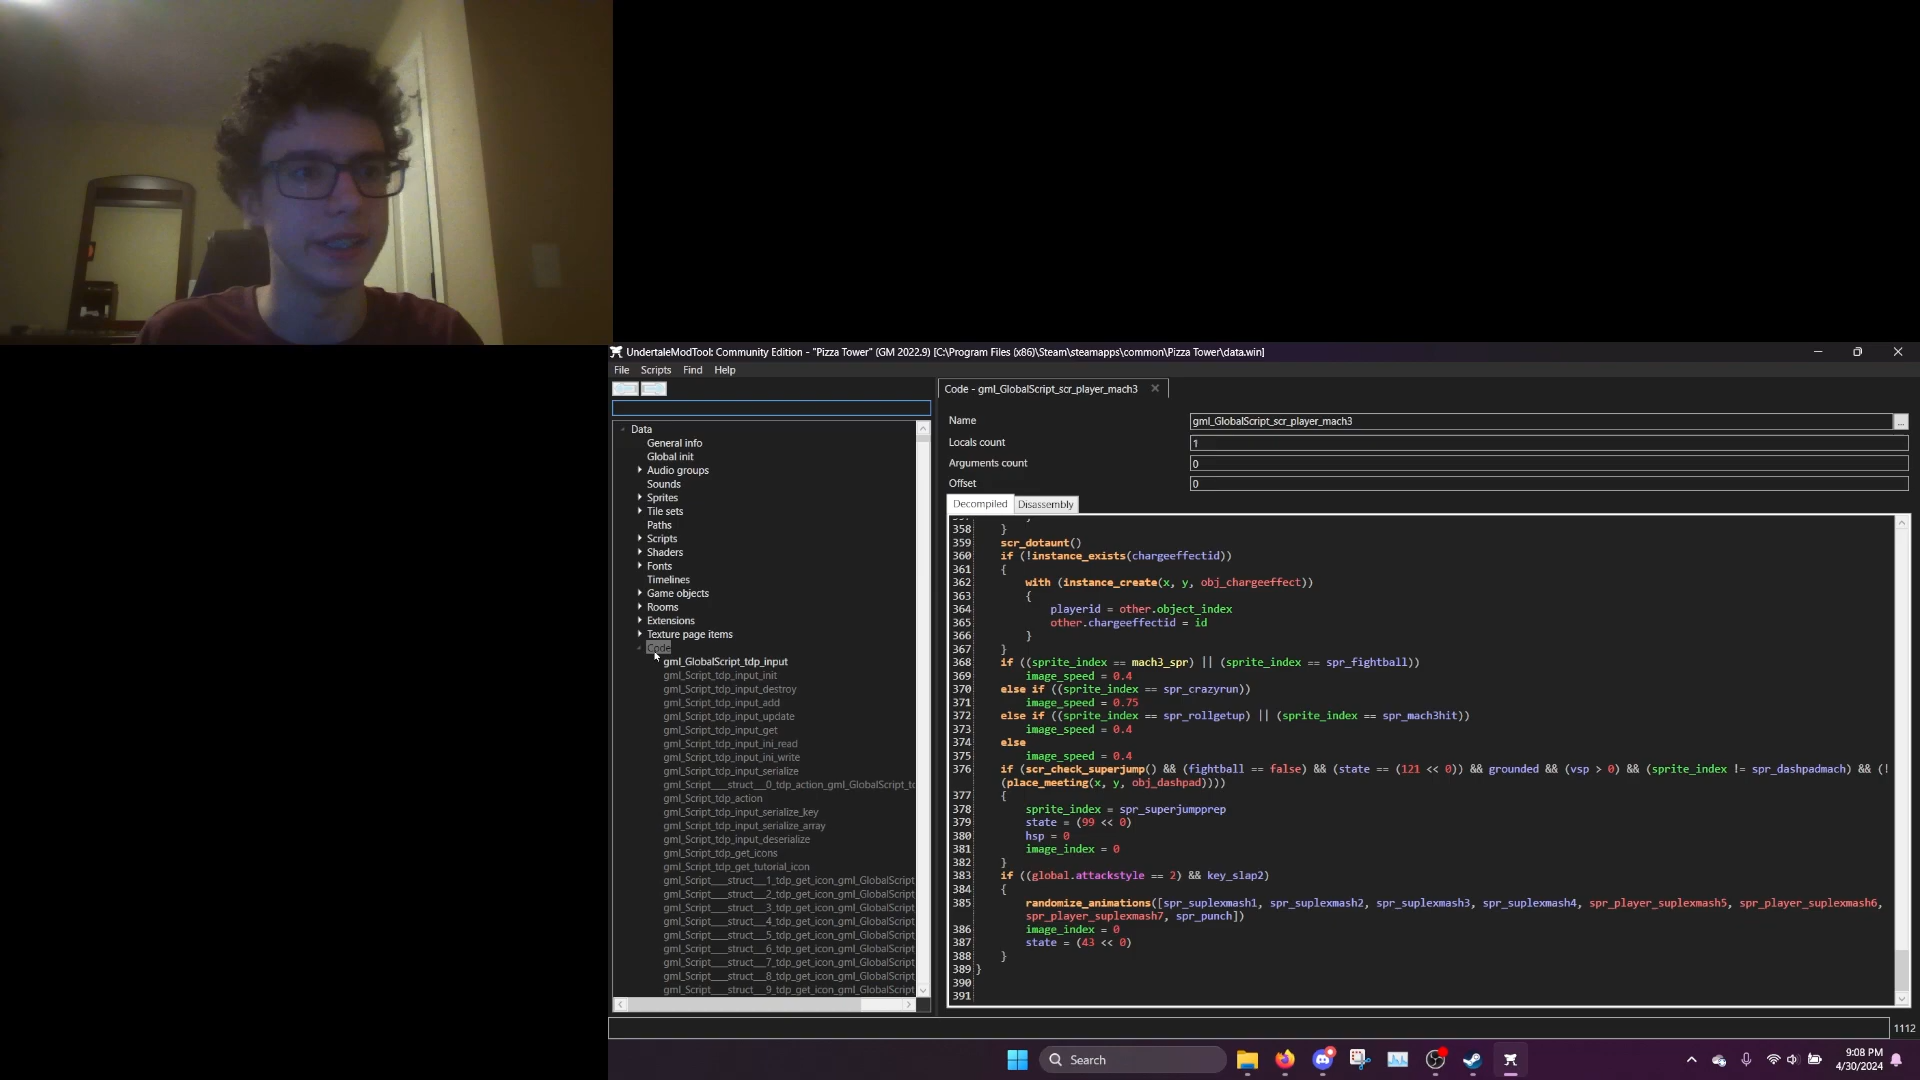 UndertaleModTool: Community Edition - "Pizza Tower" (GM 2022.9) [C:\Program Files (x86)\Steam\steamapps\common\Pizza Tower\data.win]
File Scripts Find Help
Code - gml_GlobalScript_scr_player_mach3
Data
General info
Global init
Audio groups
Sounds
Sprites
Tile sets
Paths
Scripts
Shaders
Fonts
Timelines
Game objects
Rooms
Extensions
Texture page items
Code
gml_GlobalScript_tdp_input
gml_Script_tdp_input_init
gml_Script_tdp_input_destroy
gml_Script_tdp_input_add
gml_Script_tdp_input_update
gml_Script_tdp_input_get
gml_Script_tdp_input_ini_read
gml_Script_tdp_input_ini_write
gml_Script_tdp_input_serialize
gml_Script___struct___0_tdp_action_gml_GlobalScript_tc
gml_Script_tdp_action
gml_Script_tdp_input_serialize_key
gml_Script_tdp_input_serialize_array
gml_Script_tdp_input_deserialize
gml_Script_tdp_get_icons
gml_Script_tdp_get_tutorial_icon
gml_Script___struct___1_tdp_get_icon_gml_GlobalScript
gml_Script___struct___2_tdp_get_icon_gml_GlobalScript
gml_Script___struct___3_tdp_get_icon_gml_GlobalScript
gml_Script___struct___4_tdp_get_icon_gml_GlobalScript
gml_Script___struct___5_tdp_get_icon_gml_GlobalScript
gml_Script___struct___6_tdp_get_icon_gml_GlobalScript
gml_Script___struct___7_tdp_get_icon_gml_GlobalScript
gml_Script___struct___8_tdp_get_icon_gml_GlobalScript
gml_Script___struct___9_tdp_get_icon_gml_GlobalScript
Name gml_GlobalScript_scr_player_mach3 ...
Locals count 1
Arguments count 0
Offset 0
Decompiled Disassembly
358 }
359 scr_dotaunt()
360 if (!instance_exists(chargeeffectid))
361 {
362 with (instance_create(x, y, obj_chargeeffect))
363 {
364 playerid = other.object_index
365 other.chargeeffectid = id
366 }
367 }
368 if ((sprite_index == mach3_spr) || (sprite_index == spr_fightball))
369 image_speed = 0.4
370 else if ((sprite_index == spr_crazyrun))
371 image_speed = 0.75
372 else if ((sprite_index == spr_rollgetup) || (sprite_index == spr_mach3hit))
373 image_speed = 0.4
374 else
375 image_speed = 0.4
376 if (scr_check_superjump() && (fightball == false) && (state == (121 << 0)) && grounded && (vsp > 0) && (sprite_index != spr_dashpadmach) && (!
(place_meeting(x, y, obj_dashpad))))
377 {
378 sprite_index = spr_superjumpprep
379 state = (99 << 0)
380 hsp = 0
381 image_index = 0
382 }
383 if ((global.attackstyle == 2) && key_slap2)
384 {
385 randomize_animations([spr_suplexmash1, spr_suplexmash2, spr_suplexmash3, spr_suplexmash4, spr_player_suplexmash5, spr_player_suplexmash6,
spr_player_suplexmash7, spr_punch])
386 image_index = 0
387 state = (43 << 0)
388 }
389 }
390
391
1112
Search
9:08 PM
4/30/2024